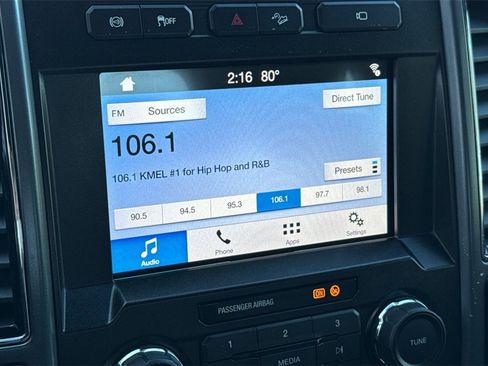 OFF
2:16 80°
FM Sources
Direct Tune
106.1
106.1 KMEL #1 for Hip Hop and R&B
Presets
90.5 94.5 95.3 106.1 97.7 98.1
Audio Phone Apps Settings
PASSENGER AIRBAG ON
1 2 3
MEDIA
TUNE